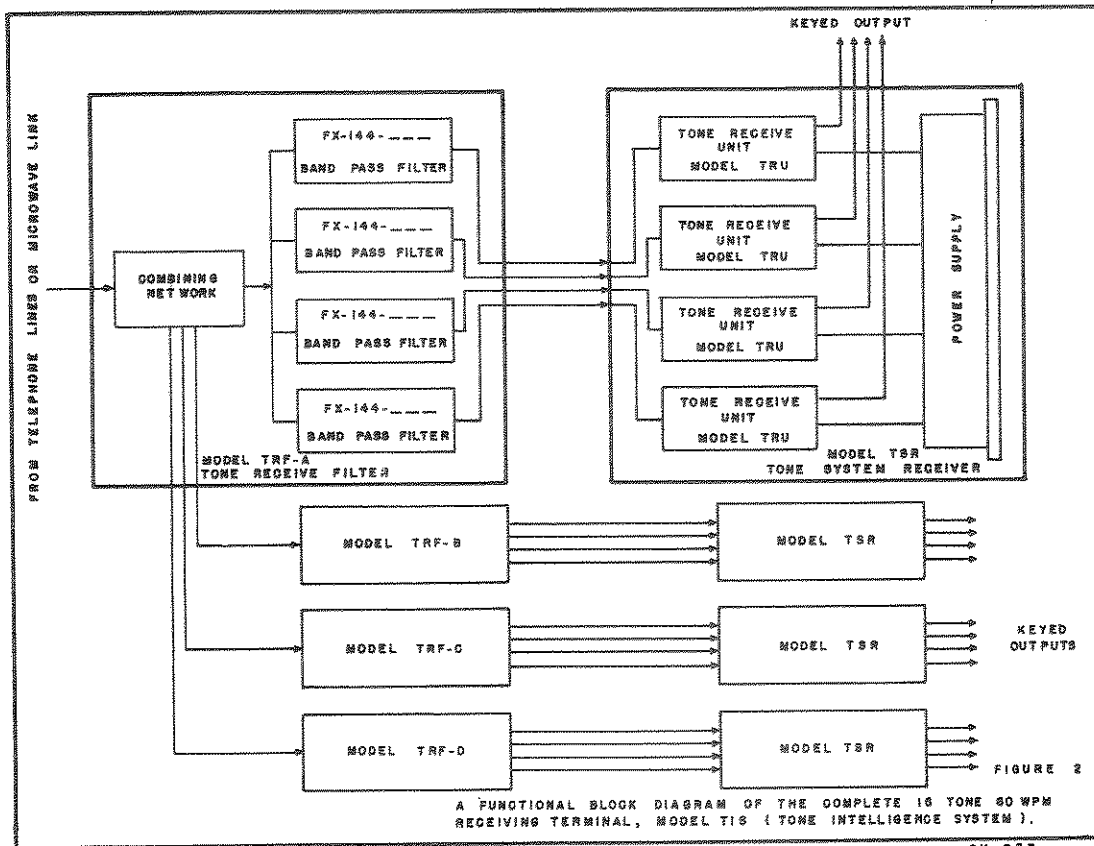 KEYED OUTPUT
FROM TELEPHONE LINES OR MICROWAVE LINK
COMBINING
NETWORK
FX-144-___
BAND PASS FILTER
FX-144-___
BAND PASS FILTER
FX-144-___
BAND PASS FILTER
FX-144-___
BAND PASS FILTER
MODEL TRF-A
TONE RECEIVE FILTER
TONE RECEIVE
UNIT
MODEL TRU
TONE RECEIVE
UNIT
MODEL TRU
TONE RECEIVE
UNIT
MODEL TRU
TONE RECEIVE
UNIT
MODEL TRU
POWER SUPPLY
MODEL TSR
TONE SYSTEM RECEIVER
MODEL TRF-B
MODEL TSR
MODEL TRF-C
MODEL TSR
KEYED
OUTPUTS
MODEL TRF-D
MODEL TSR
FIGURE 2
A FUNCTIONAL BLOCK DIAGRAM OF THE COMPLETE 16 TONE 60 WPM
RECEIVING TERMINAL, MODEL TIS (TONE INTELLIGENCE SYSTEM).